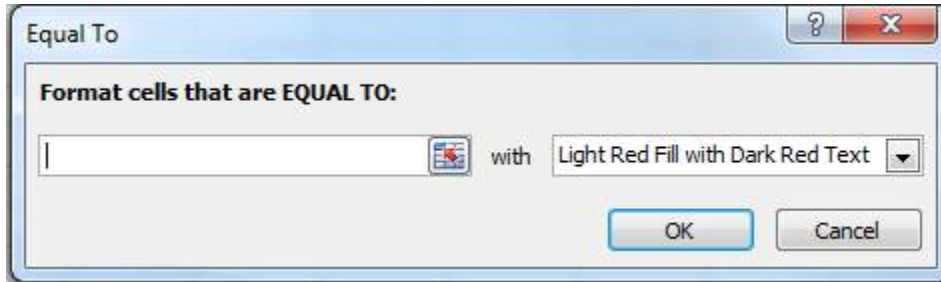 Equal To
Format cells that are EQUAL TO:
with Light Red Fill with Dark Red Text
OK Cancel